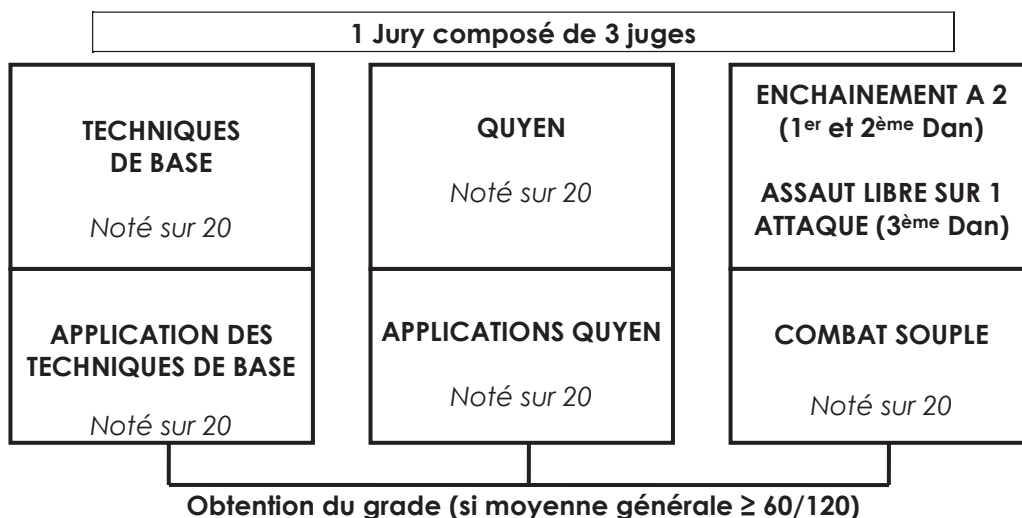 1 Jury composé de 3 juges
TECHNIQUES
DE BASE
Noté sur 20
APPLICATION DES
TECHNIQUES DE BASE
Noté sur 20
QUYEN
Noté sur 20
APPLICATIONS QUYEN
Noté sur 20
ENCHAINEMENT A 2
(1er et 2ème Dan)
ASSAUT LIBRE SUR 1
ATTAQUE (3ème Dan)
COMBAT SOUPLE
Noté sur 20
Obtention du grade (si moyenne générale ≥ 60/120)